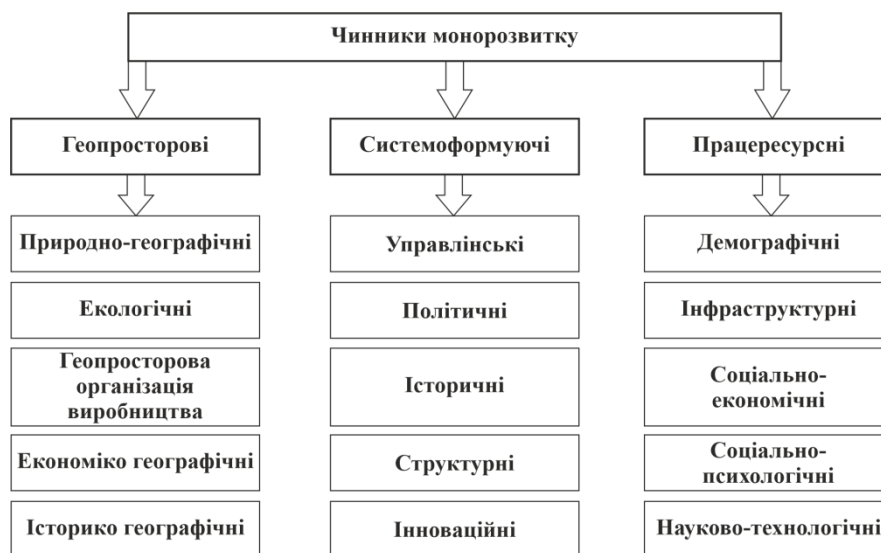 Чинники монорозвитку
Геопросторові
Системоформуючі
Працересурсні
Природно-географічні
Управлінські
Демографічні
Екологічні
Політичні
Інфраструктурні
Геопросторова
організація
виробництва
Історичні
Соціально-
економічні
Економіко географічні
Структурні
Соціально-
психологічні
Історико географічні
Інноваційні
Науково-технологічні